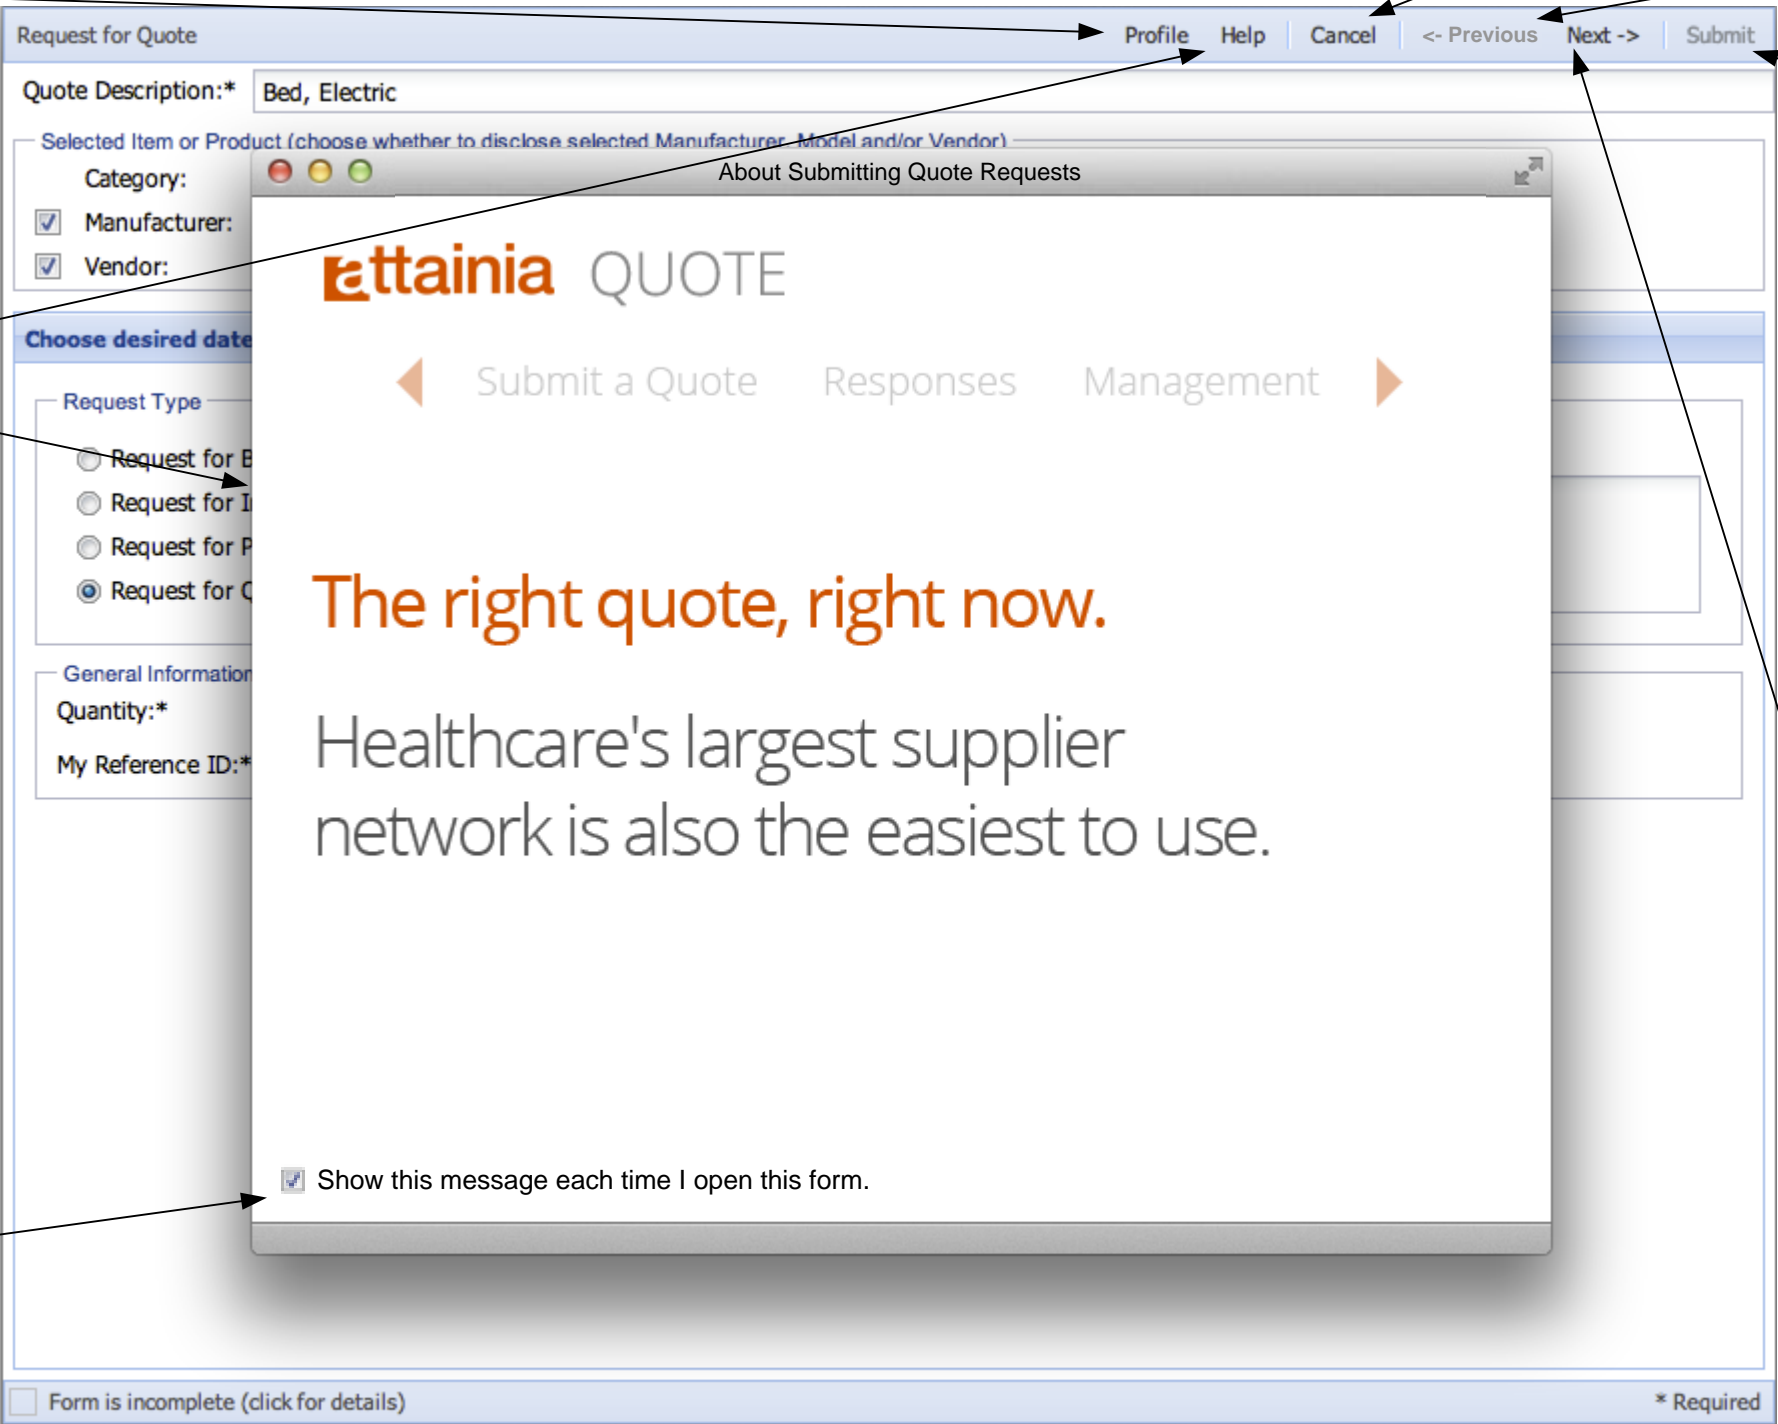 Request for Quote
Profile Help Cancel <- Previous Next -> Submit
Quote Description:* Bed, Electric
Selected Item or Product (choose whether to disclose selected Manufacturer, Model and/or Vendor)
Category:
Manufacturer:
Vendor:
About Submitting Quote Requests
attainia QUOTE
Submit a Quote Responses Management
Choose desired date
Request Type
Request for B
Request for I
Request for P
Request for Q
The right quote, right now.
General Information
Quantity:*
My Reference ID:*
Healthcare's largest supplier
network is also the easiest to use.
Show this message each time I open this form.
Form is incomplete (click for details)
* Required